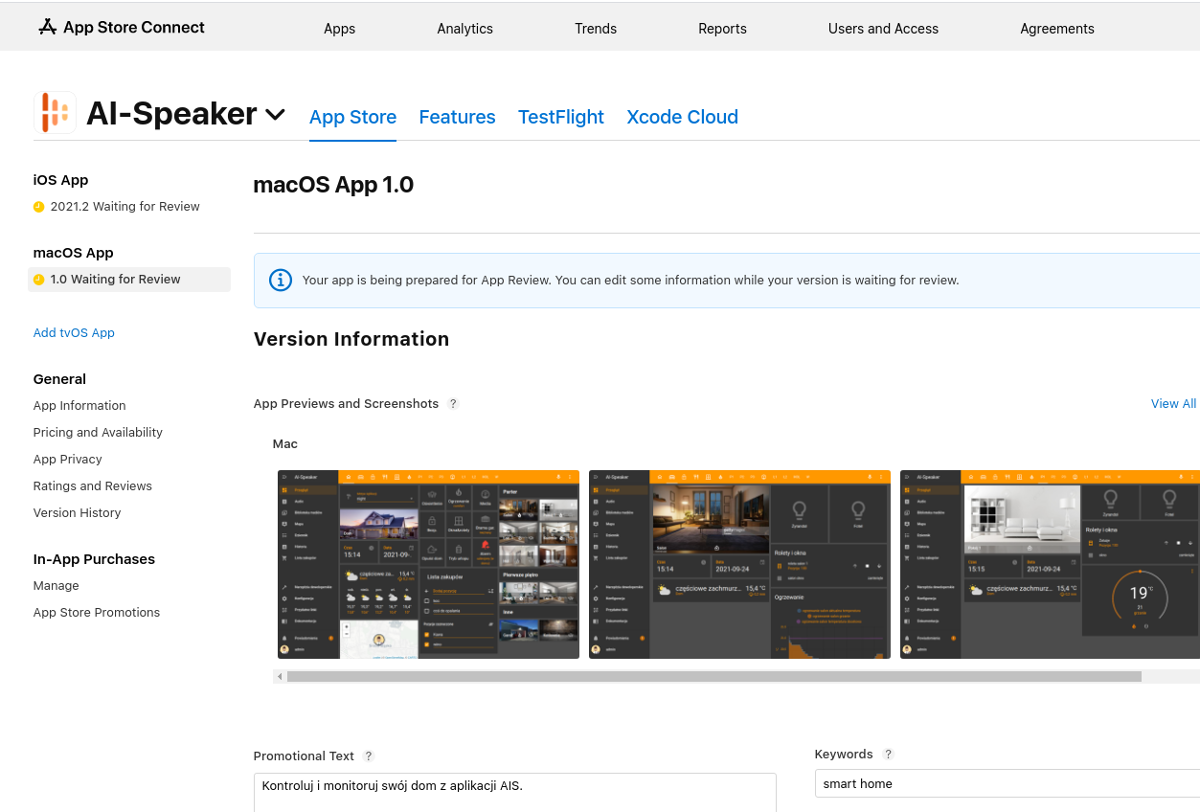 App Store Connect Apps Analytics Trends Reports Users and Access Agreements
AI-Speaker App Store Features TestFlight Xcode Cloud
iOS App
2021.2 Waiting for Review
macOS App
1.0 Waiting for Review
Add tvOS App
General
App Information
Pricing and Availability
App Privacy
Ratings and Reviews
Version History
In-App Purchases
Manage
App Store Promotions
macOS App 1.0
Your app is being prepared for App Review. You can edit some information while your version is waiting for review.
Version Information
App Previews and Screenshots ? View All
Mac
AI-Speaker
Parter
Lista zakupów
Pierwsze piętro
Inne
15:14
2021-09-24
częściowe zachmurz... 15,4 °C
AI-Speaker
Żyrandol
Rolety i okna
15:14
2021-09-24
częściowe zachmurz... 15,4 °C
Ogrzewanie
AI-Speaker
Żyrandol
Rolety i okna
15:15
2021-09-24
częściowe zachmurz... 15,4 °C
19 °C
21
Promotional Text ?
Kontroluj i monitoruj swój dom z aplikacji AIS.
Keywords ?
smart home